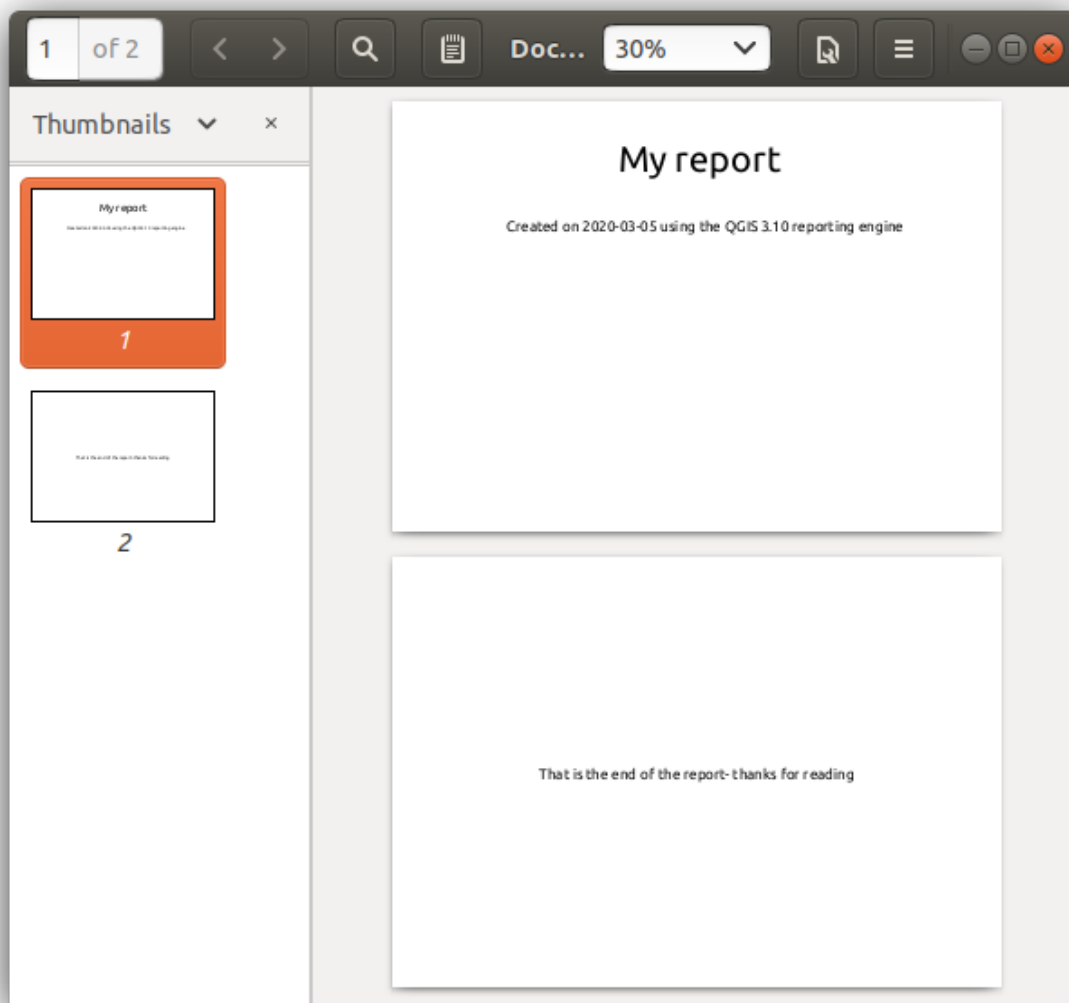 1 of 2 Doc... 30%
Thumbnails
My report
1
2
My report
Created on 2020-03-05 using the QGIS 3.10 reporting engine
That is the end of the report- thanks for reading